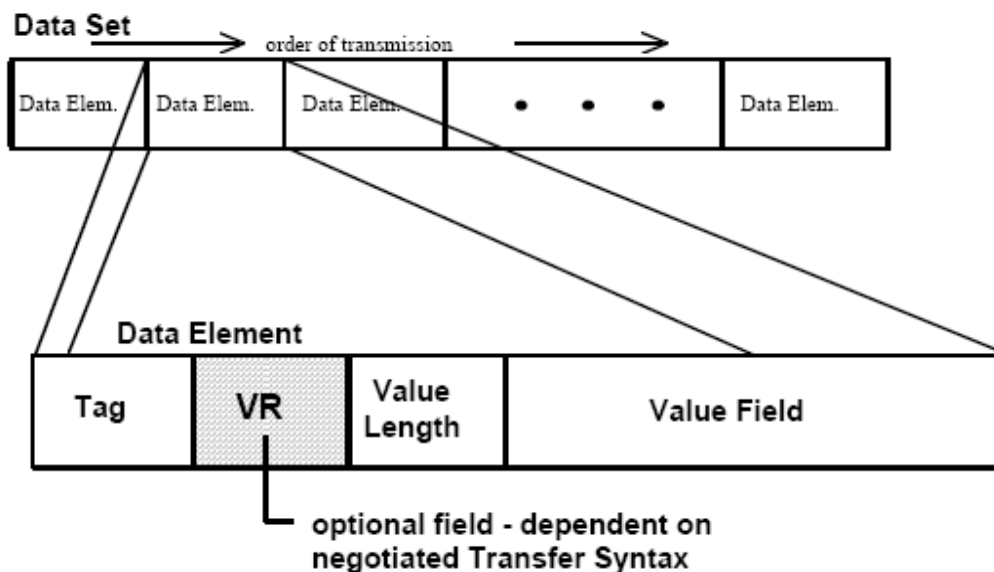 Data Set
order of transmission
Data Elem.
Data Elem.
Data Elem.
Data Elem.
Data Element
Tag
VR
Value
Length
Value Field
optional field - dependent on
negotiated Transfer Syntax